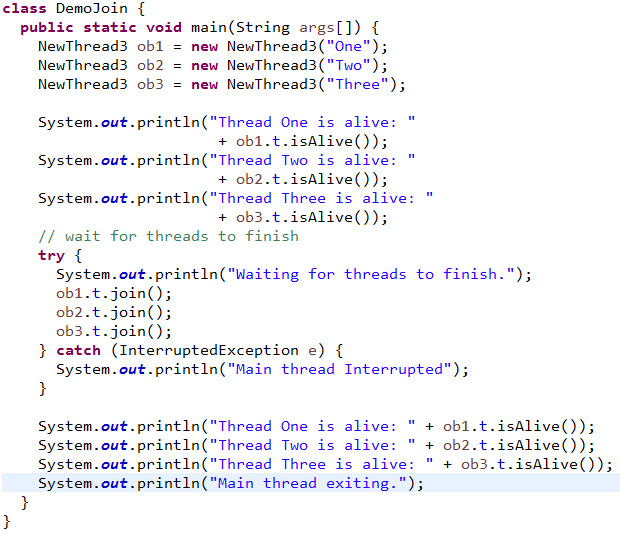 class DemoJoin {
  public static void main(String args[]) {
    NewThread3 ob1 = new NewThread3("One");
    NewThread3 ob2 = new NewThread3("Two");
    NewThread3 ob3 = new NewThread3("Three");

    System.out.println("Thread One is alive: "
                        + ob1.t.isAlive());
    System.out.println("Thread Two is alive: "
                        + ob2.t.isAlive());
    System.out.println("Thread Three is alive: "
                        + ob3.t.isAlive());
    // wait for threads to finish
    try {
      System.out.println("Waiting for threads to finish.");
      ob1.t.join();
      ob2.t.join();
      ob3.t.join();
    } catch (InterruptedException e) {
      System.out.println("Main thread Interrupted");
    }

    System.out.println("Thread One is alive: " + ob1.t.isAlive());
    System.out.println("Thread Two is alive: " + ob2.t.isAlive());
    System.out.println("Thread Three is alive: " + ob3.t.isAlive());
    System.out.println("Main thread exiting.");
  }
}